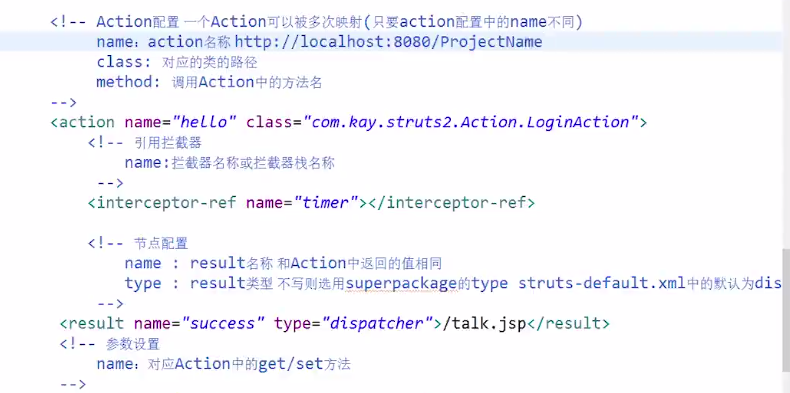 <!-- Action配置 一个Action可以被多次映射(只要action配置中的name不同)
name：action名称 http://localhost:8080/ProjectName
class: 对应的类的路径
method: 调用Action中的方法名
-->
<action name="hello" class="com.kay.struts2.Action.LoginAction">
<!-- 引用拦截器
name:拦截器名称或拦截器栈名称
-->
<interceptor-ref name="timer"></interceptor-ref>
<!-- 节点配置
name : result名称 和Action中返回的值相同
type : result类型 不写则选用superpackage的type struts-default.xml中的默认为dis
-->
<result name="success" type="dispatcher">/talk.jsp</result>
<!-- 参数设置
name：对应Action中的get/set方法
-->